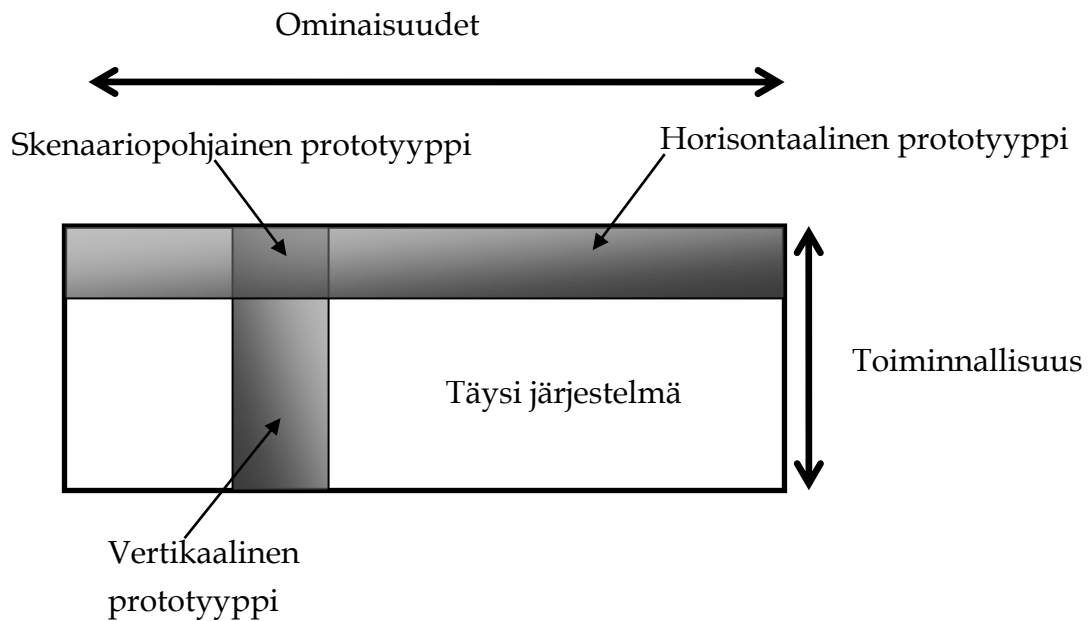 Ominaisuudet
Skenaariopohjainen prototyyppi
Horisontaalinen prototyyppi
Toiminnallisuus
Täysi järjestelmä
Vertikaalinen
prototyyppi